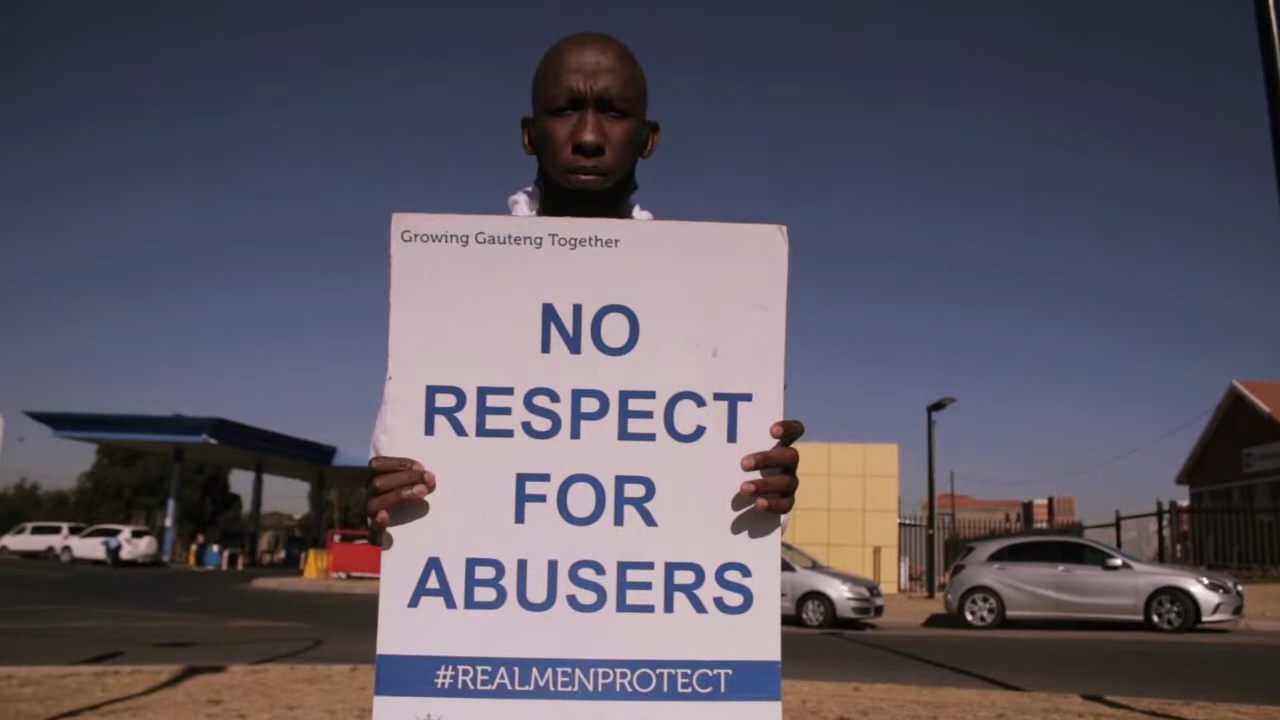 Growing Gauteng Together
NO
RESPECT
FOR
ABUSERS
#REALMENPROTECT